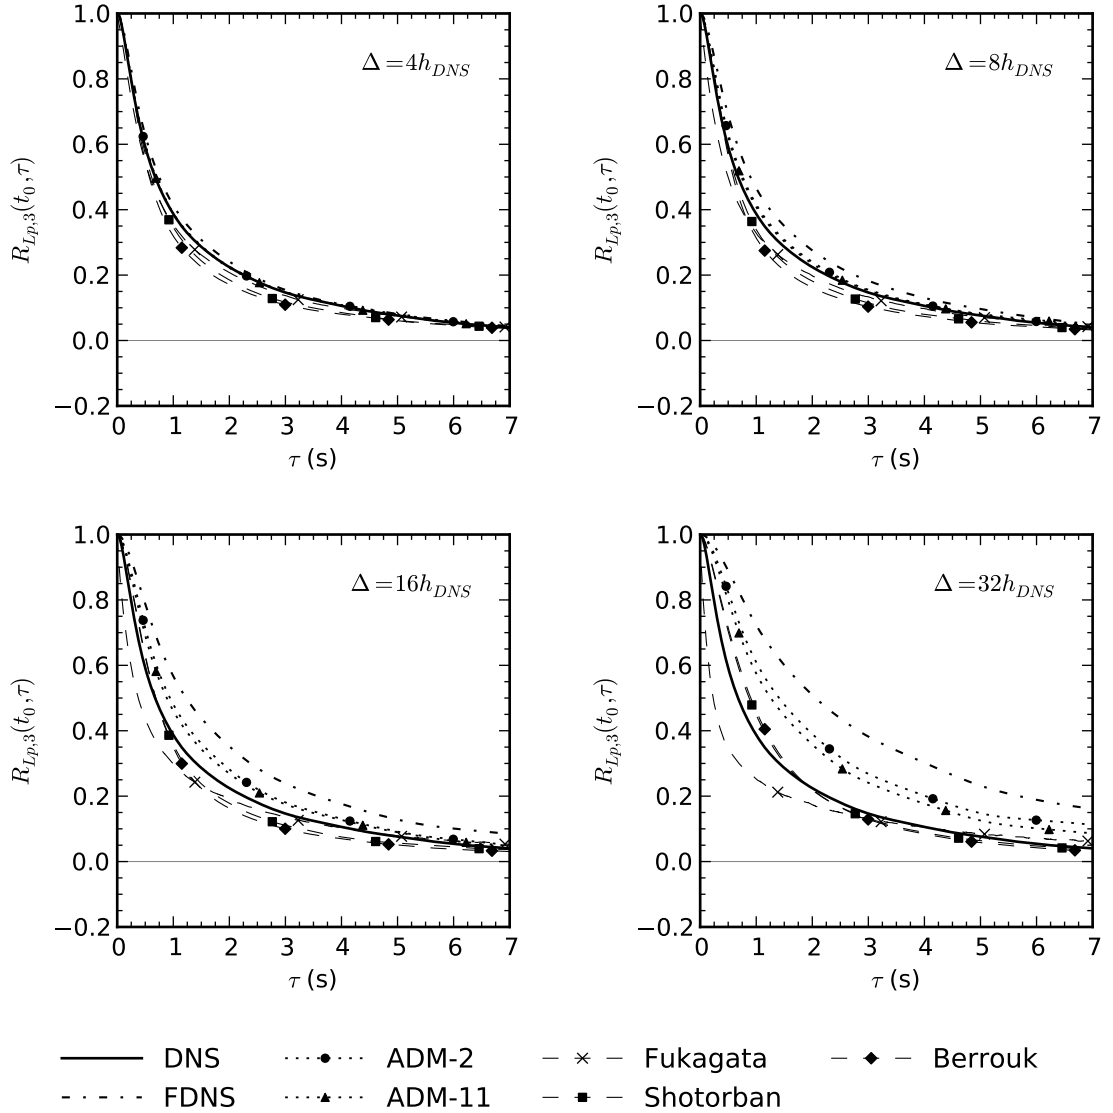 Δ=4h_{DNS}
1.0
0.8
0.6
0.4
0.2
0.0
−0.2
R_{Lp,3}(t_0,τ)
0 1 2 3 4 5 6 7
τ (s)
Δ=8h_{DNS}
1.0
0.8
0.6
0.4
0.2
0.0
−0.2
R_{Lp,3}(t_0,τ)
0 1 2 3 4 5 6 7
τ (s)
Δ=16h_{DNS}
1.0
0.8
0.6
0.4
0.2
0.0
−0.2
R_{Lp,3}(t_0,τ)
0 1 2 3 4 5 6 7
τ (s)
Δ=32h_{DNS}
1.0
0.8
0.6
0.4
0.2
0.0
−0.2
R_{Lp,3}(t_0,τ)
0 1 2 3 4 5 6 7
τ (s)
DNS ADM-2 Fukagata Berrouk
FDNS ADM-11 Shotorban